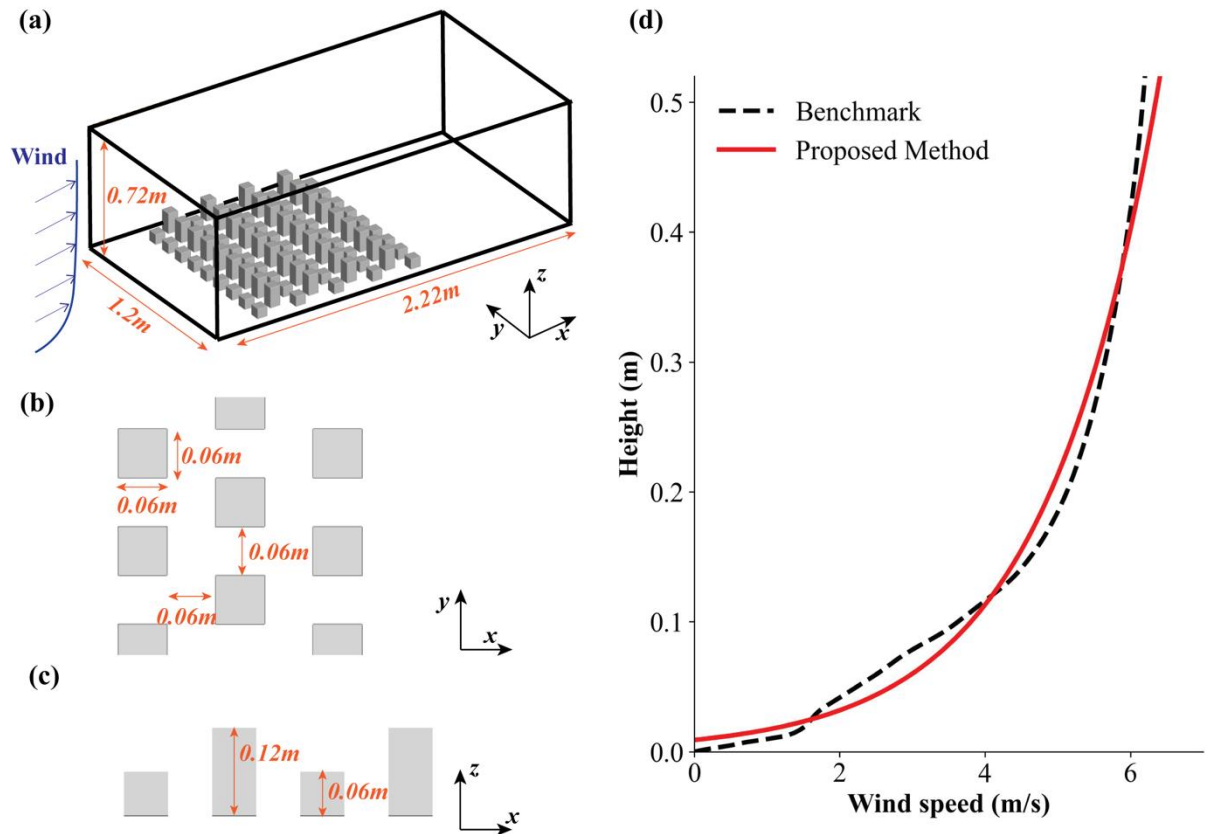 (a)
Wind
0.72m
1.2m
2.22m
z
y
x
(b)
0.06m
0.06m
0.06m
0.06m
y
x
(c)
0.12m
0.06m
z
x
(d)
Benchmark
Proposed Method
Height (m)
0.5
0.4
0.3
0.2
0.1
0.0
0 2 4 6
Wind speed (m/s)